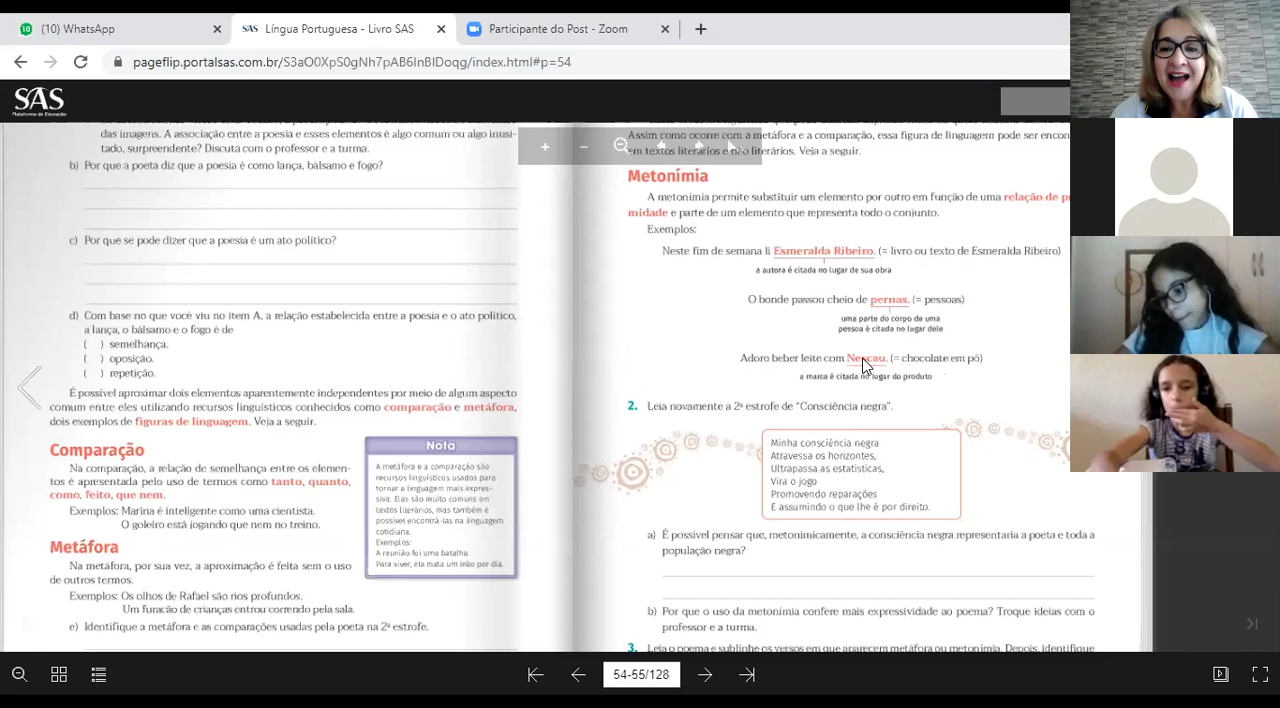 (10) WhatsApp
SAS Língua Portuguesa - Livro SAS
Participante do Post - Zoom
pageflip.portalsas.com.br/S3aO0XpS0gNh7pAB6InBlDoqg/index.html#p=54
SAS
Plataforma de Educação
das imagens. A associação entre a poesia e esses elementos é algo comum ou algo inusi-
tado, surpreendente? Discuta com o professor e a turma.
b) Por que a poeta diz que a poesia é como lança, bálsamo e fogo?
c) Por que se pode dizer que a poesia é um ato político?
d) Com base no que você viu no item A, a relação estabelecida entre a poesia e o ato político,
a lança, o bálsamo e o fogo é de
( ) semelhança.
( ) oposição.
( ) repetição.
É possível aproximar dois elementos aparentemente independentes por meio de algum aspecto
comum entre eles utilizando recursos linguísticos conhecidos como comparação e metáfora,
dois exemplos de figuras de linguagem. Veja a seguir.
Comparação
Na comparação, a relação de semelhança entre os elemen-
tos é apresentada pelo uso de termos como tanto, quanto,
como, feito, que nem.
Exemplos: Marina é inteligente como uma cientista.
O goleiro está jogando que nem no treino.
Metáfora
Na metáfora, por sua vez, a aproximação é feita sem o uso
de outros termos.
Exemplos: Os olhos de Rafael são rios profundos.
Um furacão de crianças entrou correndo pela sala.
e) Identifique a metáfora e as comparações usadas pela poeta na 2ª estrofe.
Nota
A metáfora e a comparação são
recursos linguísticos usados para
tornar a linguagem mais expres-
siva. Elas são muito comuns em
textos literários, mas também é
possível encontrá-las na linguagem
cotidiana.
Exemplos:
A reunião foi uma batalha.
Para viver, ela mata um leão por dia.
Assim como ocorre com a metáfora e a comparação, essa figura de linguagem pode ser encon
em textos literários e não literários. Veja a seguir.
Metonímia
A metonímia permite substituir um elemento por outro em função de uma relação de p
midade e parte de um elemento que representa todo o conjunto.
Exemplos:
Neste fim de semana li Esmeralda Ribeiro. (= livro ou texto de Esmeralda Ribeiro)
a autora é citada no lugar de sua obra
O bonde passou cheio de pernas. (= pessoas)
uma parte do corpo de uma
pessoa é citada no lugar dele
Adoro beber leite com Nescau. (= chocolate em pó)
a marca é citada no lugar do produto
2. Leia novamente a 2ª estrofe de "Consciência negra".
Minha consciência negra
Atravessa os horizontes,
Ultrapassa as estatísticas,
Vira o jogo
Promovendo reparações
E assumindo o que lhe é por direito.
a) É possível pensar que, metonimicamente, a consciência negra representaria a poeta e toda a
população negra?
b) Por que o uso da metonímia confere mais expressividade ao poema? Troque ideias com o
professor e a turma.
3. Leia o poema e sublinhe os versos em que aparecem metáfora ou metonímia. Depois, identifique
54-55/128